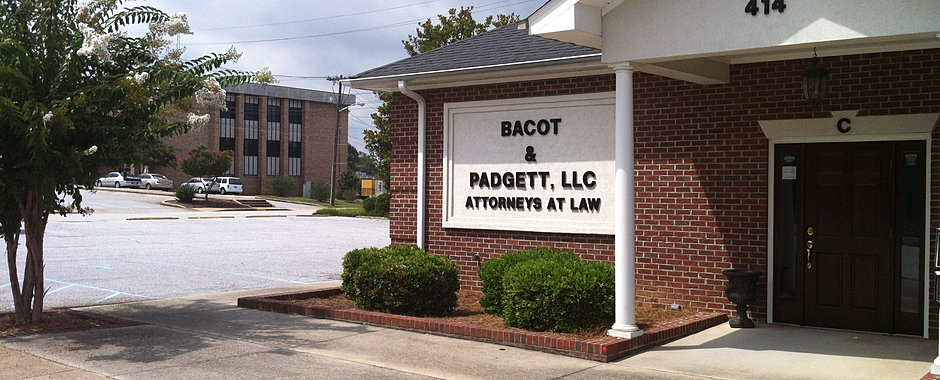 414
BACOT
&
PADGETT, LLC
ATTORNEYS AT LAW
C